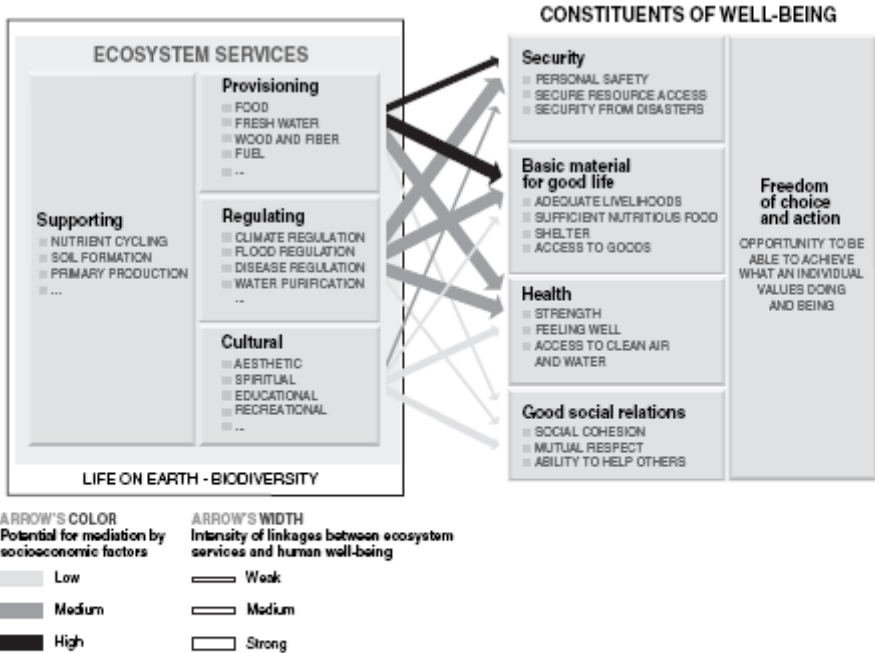 CONSTITUENTS OF WELL-BEING
ECOSYSTEM SERVICES
Supporting
NUTRIENT CYCLING
SOIL FORMATION
PRIMARY PRODUCTION
...
Provisioning
FOOD
FRESH WATER
WOOD AND FIBER
FUEL
...
Regulating
CLIMATE REGULATION
FLOOD REGULATION
DISEASE REGULATION
WATER PURIFICATION
...
Cultural
AESTHETIC
SPIRITUAL
EDUCATIONAL
RECREATIONAL
...
LIFE ON EARTH - BIODIVERSITY
Security
PERSONAL SAFETY
SECURE RESOURCE ACCESS
SECURITY FROM DISASTERS
Basic material
for good life
ADEQUATE LIVELIHOODS
SUFFICIENT NUTRITIOUS FOOD
SHELTER
ACCESS TO GOODS
Health
STRENGTH
FEELING WELL
ACCESS TO CLEAN AIR
AND WATER
Good social relations
SOCIAL COHESION
MUTUAL RESPECT
ABILITY TO HELP OTHERS
Freedom
of choice
and action
OPPORTUNITY TO BE
ABLE TO ACHIEVE
WHAT AN INDIVIDUAL
VALUES DOING
AND BEING
ARROW'S COLOR
Potential for mediation by
socioeconomic factors
Low
Medium
High
ARROW'S WIDTH
Intensity of linkages between ecosystem
services and human well-being
Weak
Medium
Strong